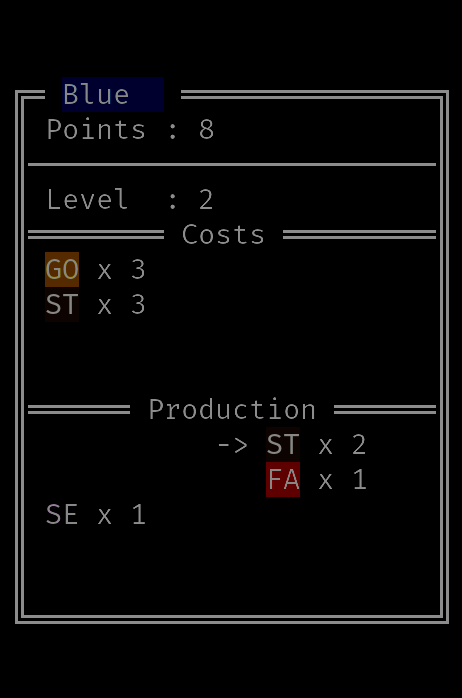 Blue
Points : 8
Level  : 2
Costs
GO x 3
ST x 3
Production
-> ST x 2
FA x 1
SE x 1